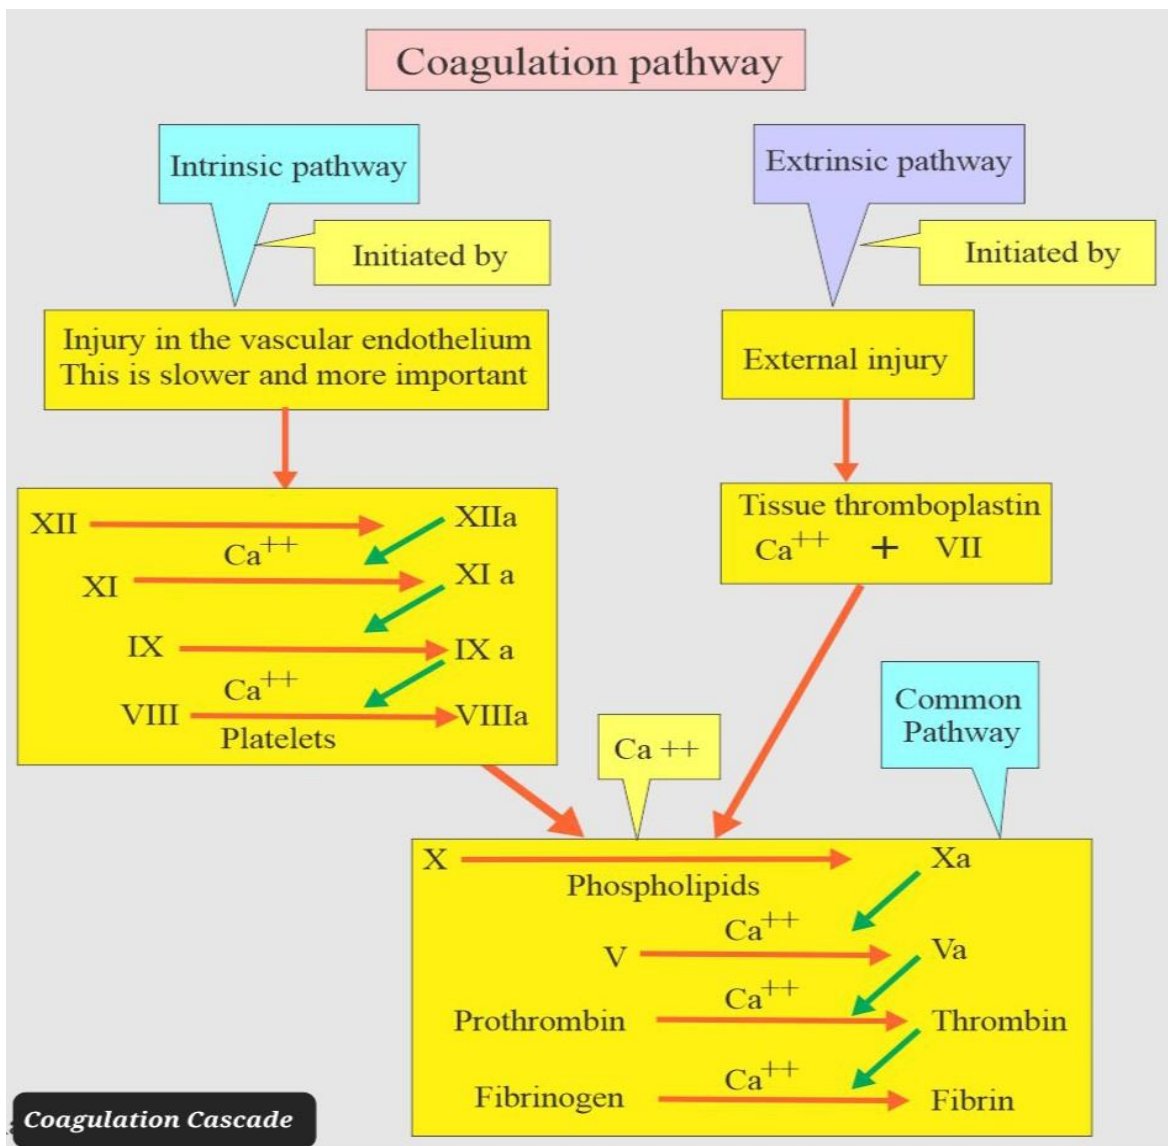 Coagulation pathway
Intrinsic pathway
Extrinsic pathway
Initiated by
Initiated by
Injury in the vascular endothelium
This is slower and more important
External injury
XII XIIa
Ca++
XI XI a
IX IX a
Ca++
VIII VIIIa
Platelets
Tissue thromboplastin
Ca++ + VII
Common
Pathway
Ca ++
X Xa
Phospholipids
Ca++
V Va
Ca++
Prothrombin Thrombin
Ca++
Fibrinogen Fibrin
Coagulation Cascade